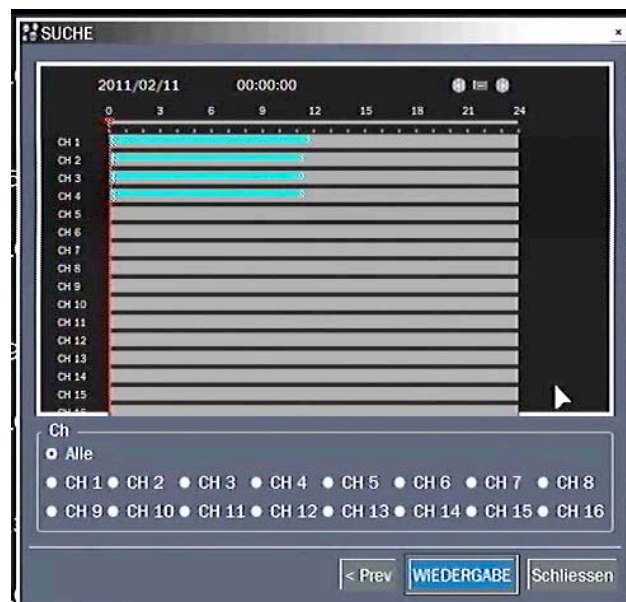 SUCHE
2011/02/11 00:00:00
0 3 6 9 12 15 18 21 24
CH 1
CH 2
CH 3
CH 4
CH 5
CH 6
CH 7
CH 8
CH 9
CH 10
CH 11
CH 12
CH 13
CH 14
CH 15
CH 16
Ch
Alle
CH 1 CH 2 CH 3 CH 4 CH 5 CH 6 CH 7 CH 8
CH 9 CH 10 CH 11 CH 12 CH 13 CH 14 CH 15 CH 16
< Prev WIEDERGABE Schliessen